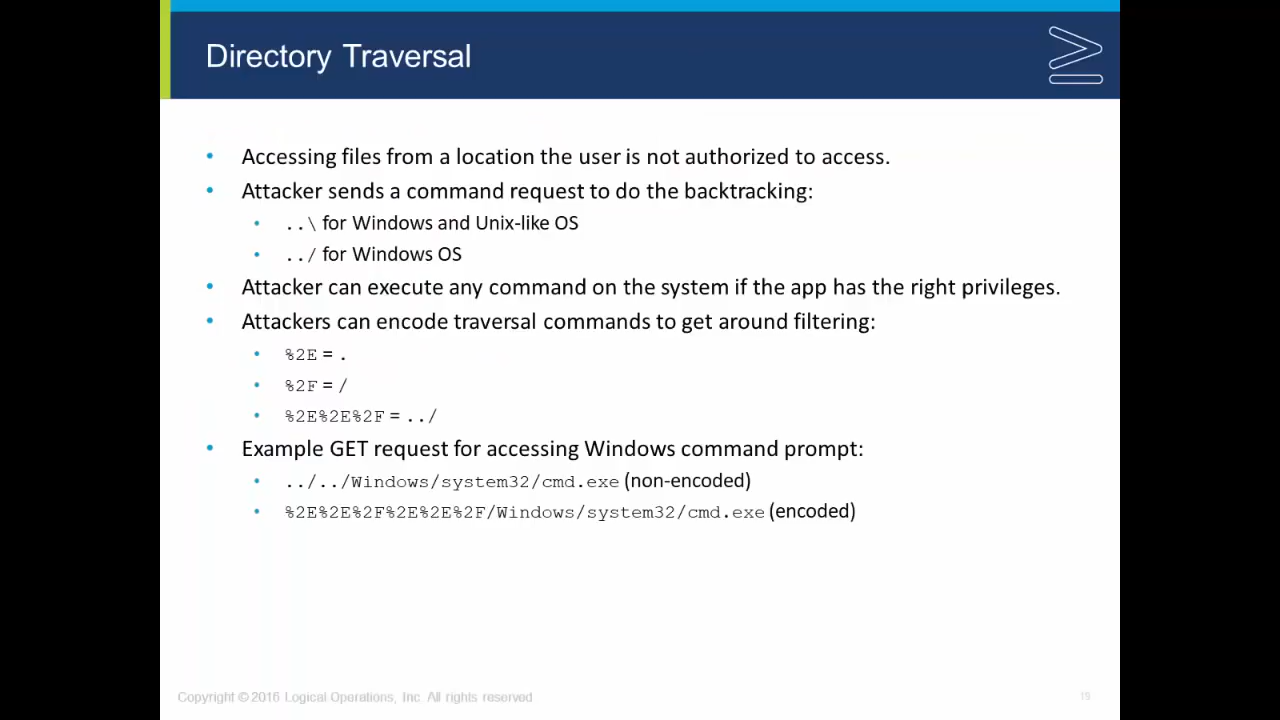 Directory Traversal
• Accessing files from a location the user is not authorized to access.
• Attacker sends a command request to do the backtracking:
• ..\ for Windows and Unix-like OS
• ../ for Windows OS
• Attacker can execute any command on the system if the app has the right privileges.
• Attackers can encode traversal commands to get around filtering:
• %2E = .
• %2F = /
• %2E%2E%2F = ../
• Example GET request for accessing Windows command prompt:
• ../../Windows/system32/cmd.exe (non-encoded)
• %2E%2E%2F%2E%2E%2F/Windows/system32/cmd.exe (encoded)
Copyright © 2016 Logical Operations, Inc. All rights reserved
19